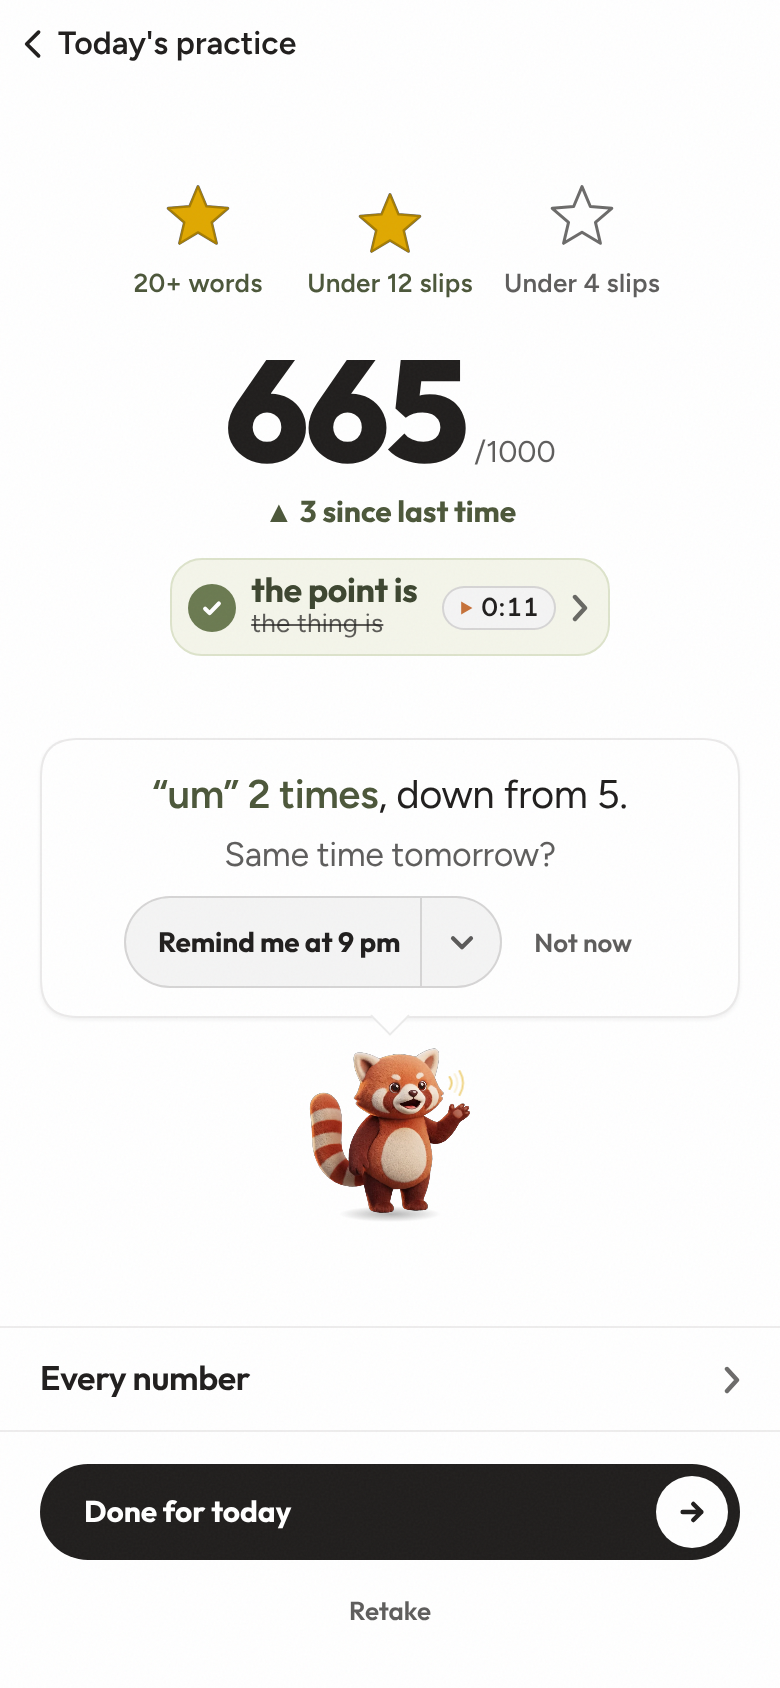 Today's practice
20+ words
Under 12 slips
Under 4 slips
665/1000
▲ 3 since last time
the point is
the thing is
0:11
“um” 2 times, down from 5.
Same time tomorrow?
Remind me at 9 pm
Not now
Every number
Done for today
Retake